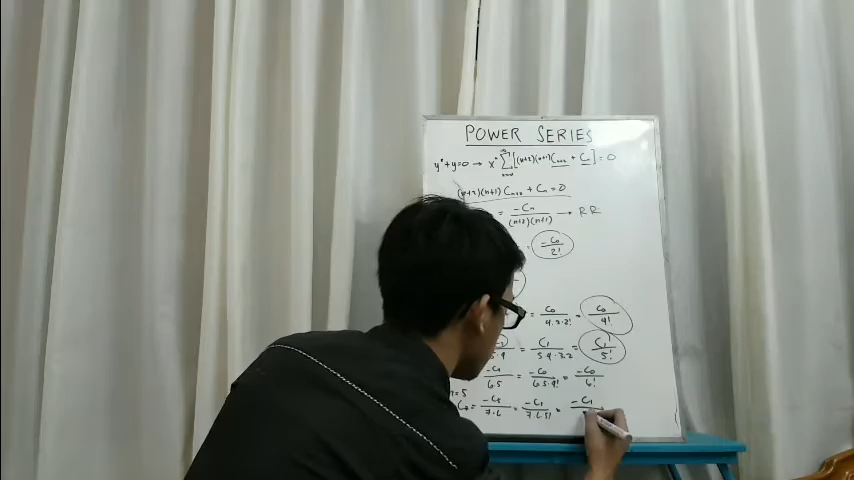 POWER SERIES
y"+y=0 → x^n ∑_{n=0}^∞ [(n+2)(n+1)C_{n+2} + C_n] = 0
(n+2)(n+1) C_{n+2} + C_n = 0
= -C_n/(n+2)(n+1) → RR
= -C_0/2!
= C_0/4·3·2! = C_0/4!
= C_1/5·4·3·2 = C_1/5!
-C_4/6·5 = -C_0/6·5·4! = -C_0/6!
n=5
C_7 = -C_5/7·6 = -C_1/7·6·5! = -C_1